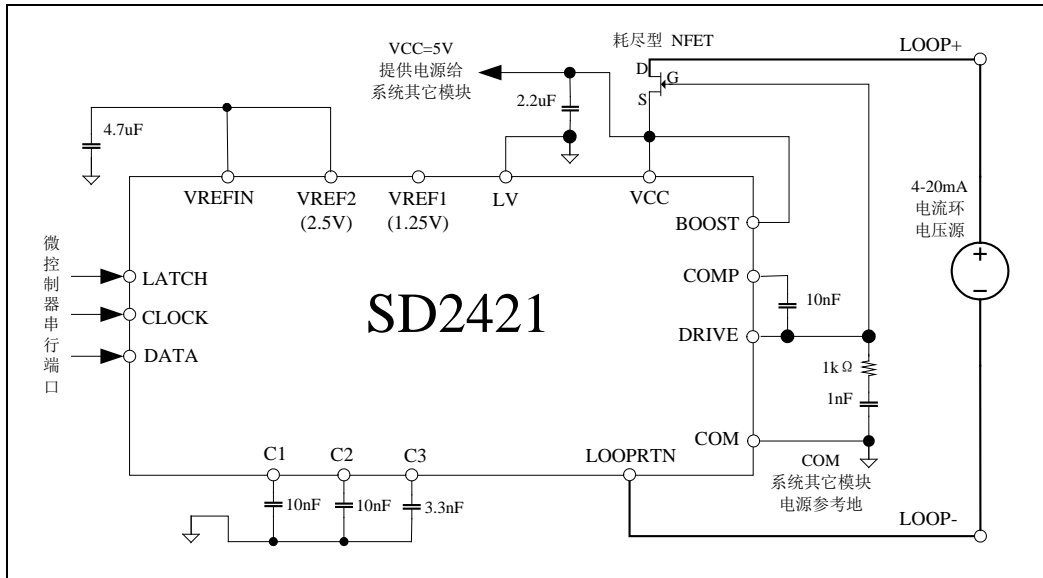 耗尽型 NFET
LOOP+
VCC=5V
提供电源给
系统其它模块
D
G
S
2.2uF
4.7uF
VREFIN
VREF2
(2.5V)
VREF1
(1.25V)
LV
VCC
BOOST
4-20mA
电流环
电压源
微控制器串行端口
LATCH
CLOCK
DATA
SD2421
COMP
10nF
DRIVE
1kΩ
1nF
COM
C1
C2
C3
LOOPRTN
COM
系统其它模块
电源参考地
10nF
10nF
3.3nF
LOOP-